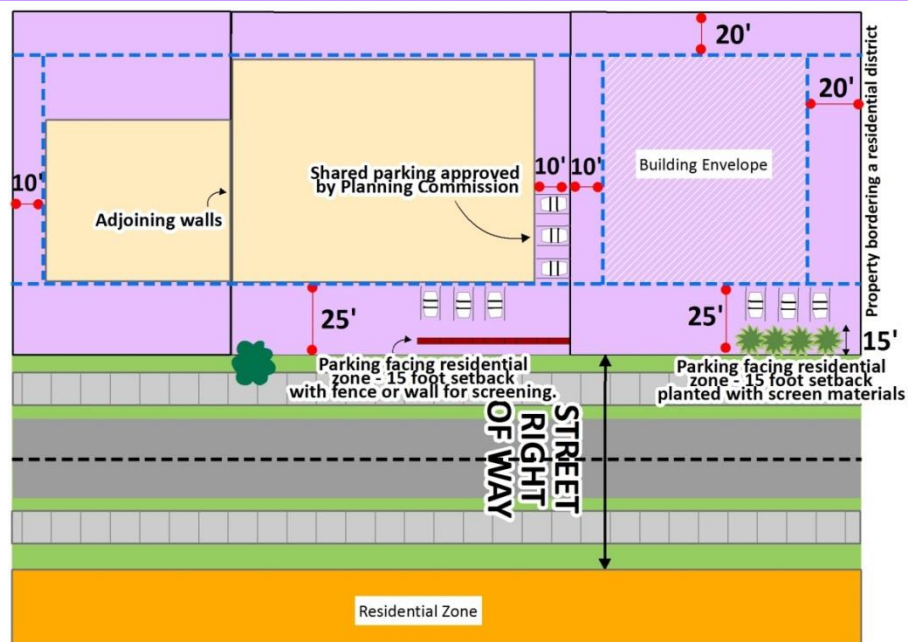 20'
20'
Property bordering a residential district
10'
Adjoining walls
Shared parking approved
by Planning Commission
10'
10'
Building Envelope
25'
25'
15'
Parking facing residential
zone - 15 foot setback
with fence or wall for screening.
Parking facing residential
zone - 15 foot setback
planted with screen materials
STREET
RIGHT
OF WAY
Residential Zone